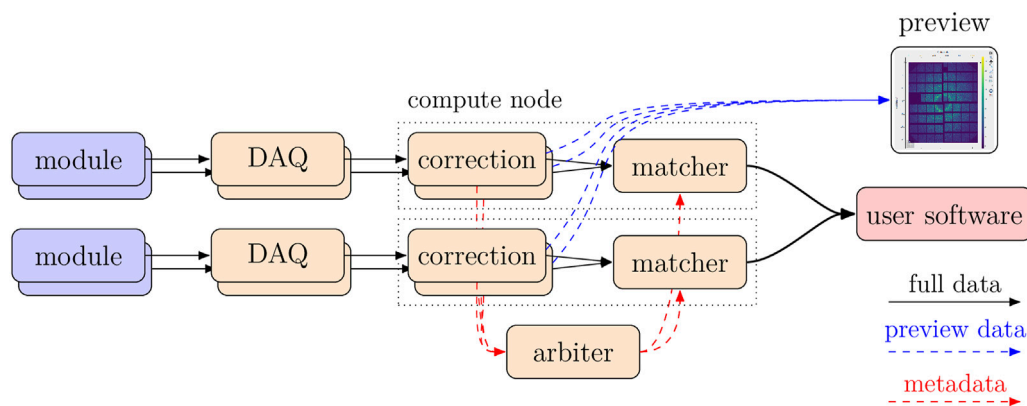 preview
compute node
module
DAQ
correction
matcher
user software
module
DAQ
correction
matcher
arbiter
full data
preview data
metadata